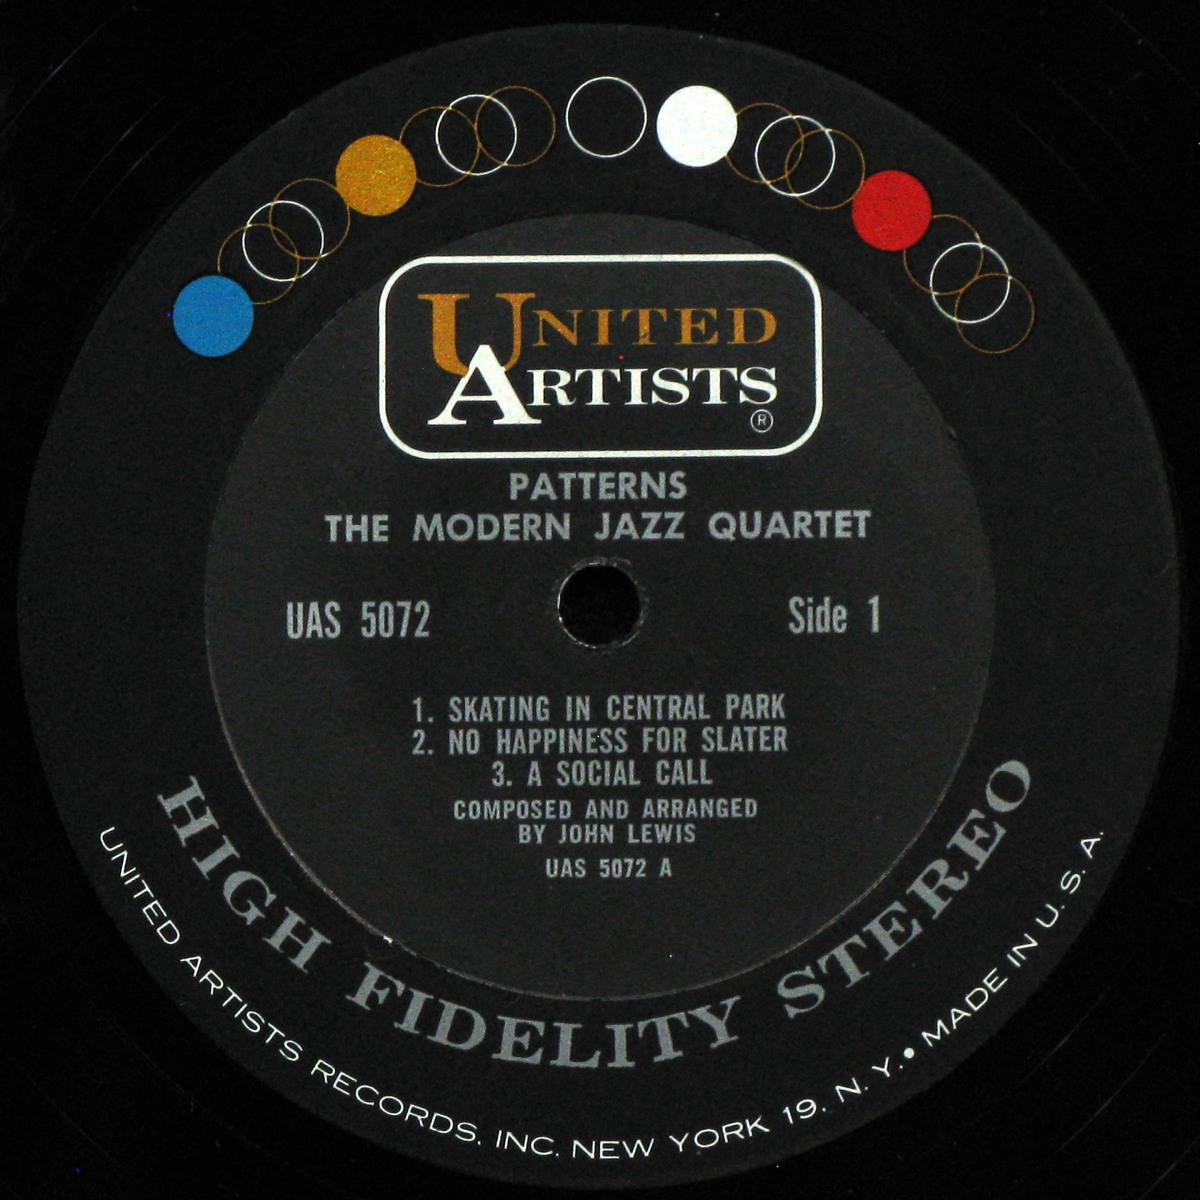 UNITED
ARTISTS
®
PATTERNS
THE MODERN JAZZ QUARTET
UAS 5072
Side 1
1. SKATING IN CENTRAL PARK
2. NO HAPPINESS FOR SLATER
3. A SOCIAL CALL
COMPOSED AND ARRANGED
BY JOHN LEWIS
UAS 5072 A
HIGH FIDELITY STEREO
UNITED ARTISTS RECORDS, INC. NEW YORK 19, N. Y. • MADE IN U. S. A.